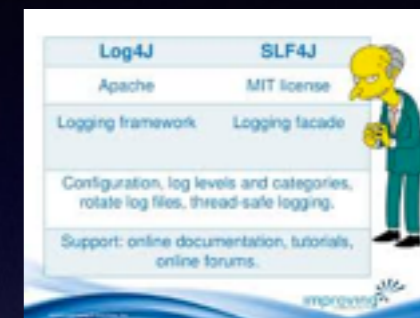 Log4J SLF4J
Apache MIT license
Logging framework Logging facade
Configuration, log levels and categories,
rotate log files, thread-safe logging.
Support: online documentation, tutorials,
online forums.
improving